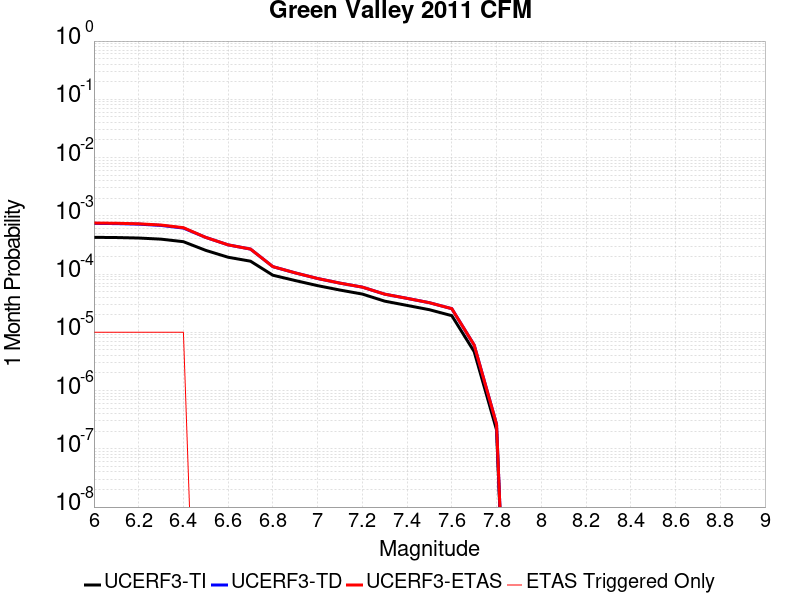 Green Valley 2011 CFM
1 Month Probability
10^0
10^-1
10^-2
10^-3
10^-4
10^-5
10^-6
10^-7
10^-8
6 6.2 6.4 6.6 6.8 7 7.2 7.4 7.6 7.8 8 8.2 8.4 8.6 8.8 9
Magnitude
UCERF3-TI UCERF3-TD UCERF3-ETAS ETAS Triggered Only